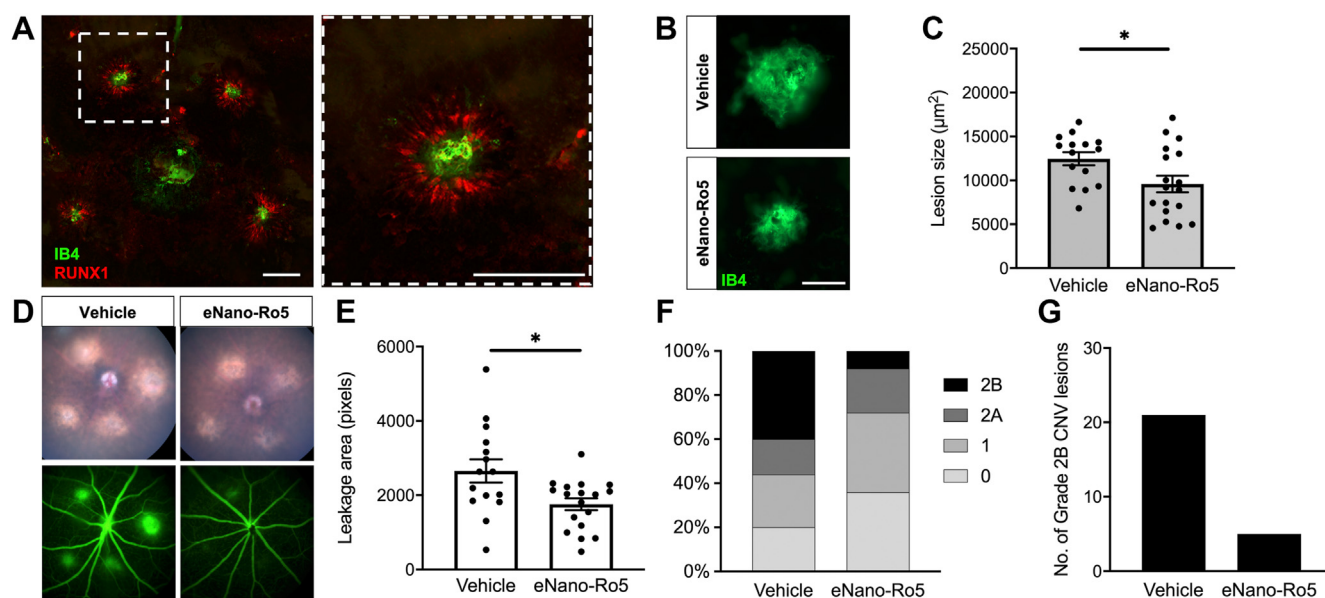 A
IB4
RUNX1
B
Vehicle
eNano-Ro5
IB4
C
Lesion size (µm²)
25000
20000
15000
10000
5000
0
*
Vehicle
eNano-Ro5
D
Vehicle
eNano-Ro5
E
Leakage area (pixels)
6000
4000
2000
0
*
Vehicle
eNano-Ro5
F
100%
80%
60%
40%
20%
0%
Vehicle
eNano-Ro5
2B
2A
1
0
G
No. of Grade 2B CNV lesions
30
20
10
0
Vehicle
eNano-Ro5